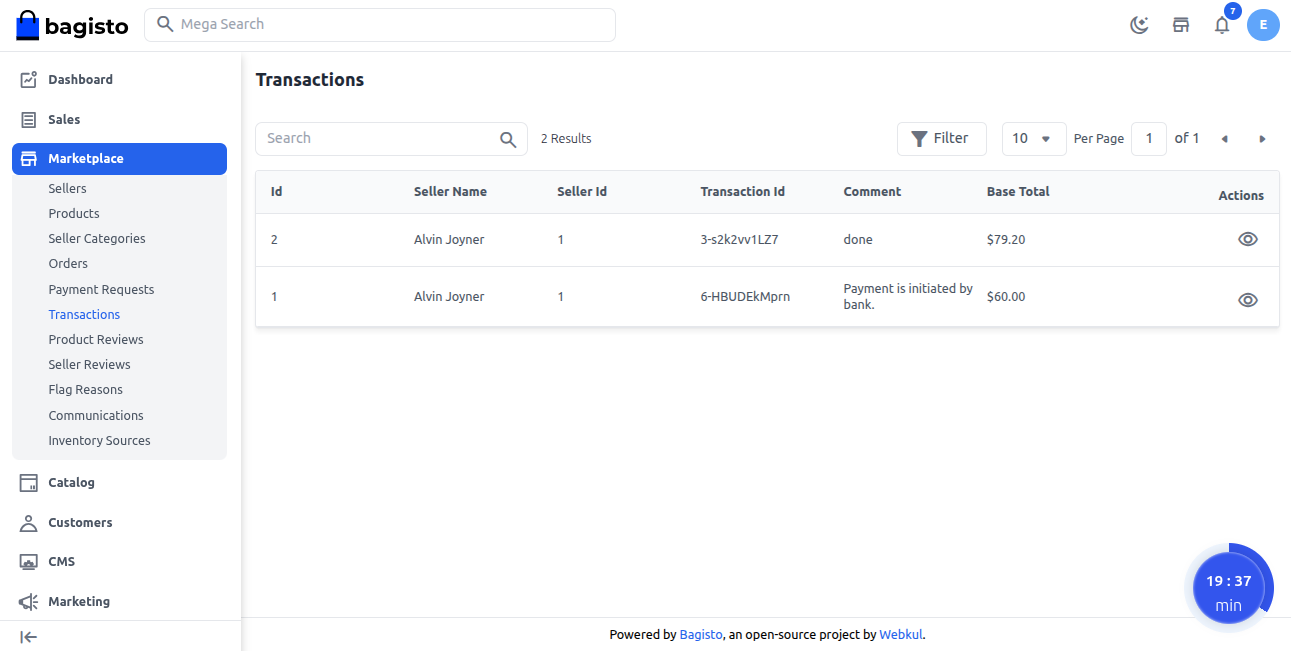 bagisto
Mega Search
7
E
Dashboard
Sales
Marketplace
Sellers
Products
Seller Categories
Orders
Payment Requests
Transactions
Product Reviews
Seller Reviews
Flag Reasons
Communications
Inventory Sources
Catalog
Customers
CMS
Marketing
Transactions
Search
2 Results
Filter
10
Per Page
1
of 1
Id Seller Name Seller Id Transaction Id Comment Base Total Actions
2 Alvin Joyner 1 3-s2k2vv1LZ7 done $79.20
1 Alvin Joyner 1 6-HBUDEkMprn Payment is initiated by
bank. $60.00
19 : 37
min
Powered by Bagisto, an open-source project by Webkul.